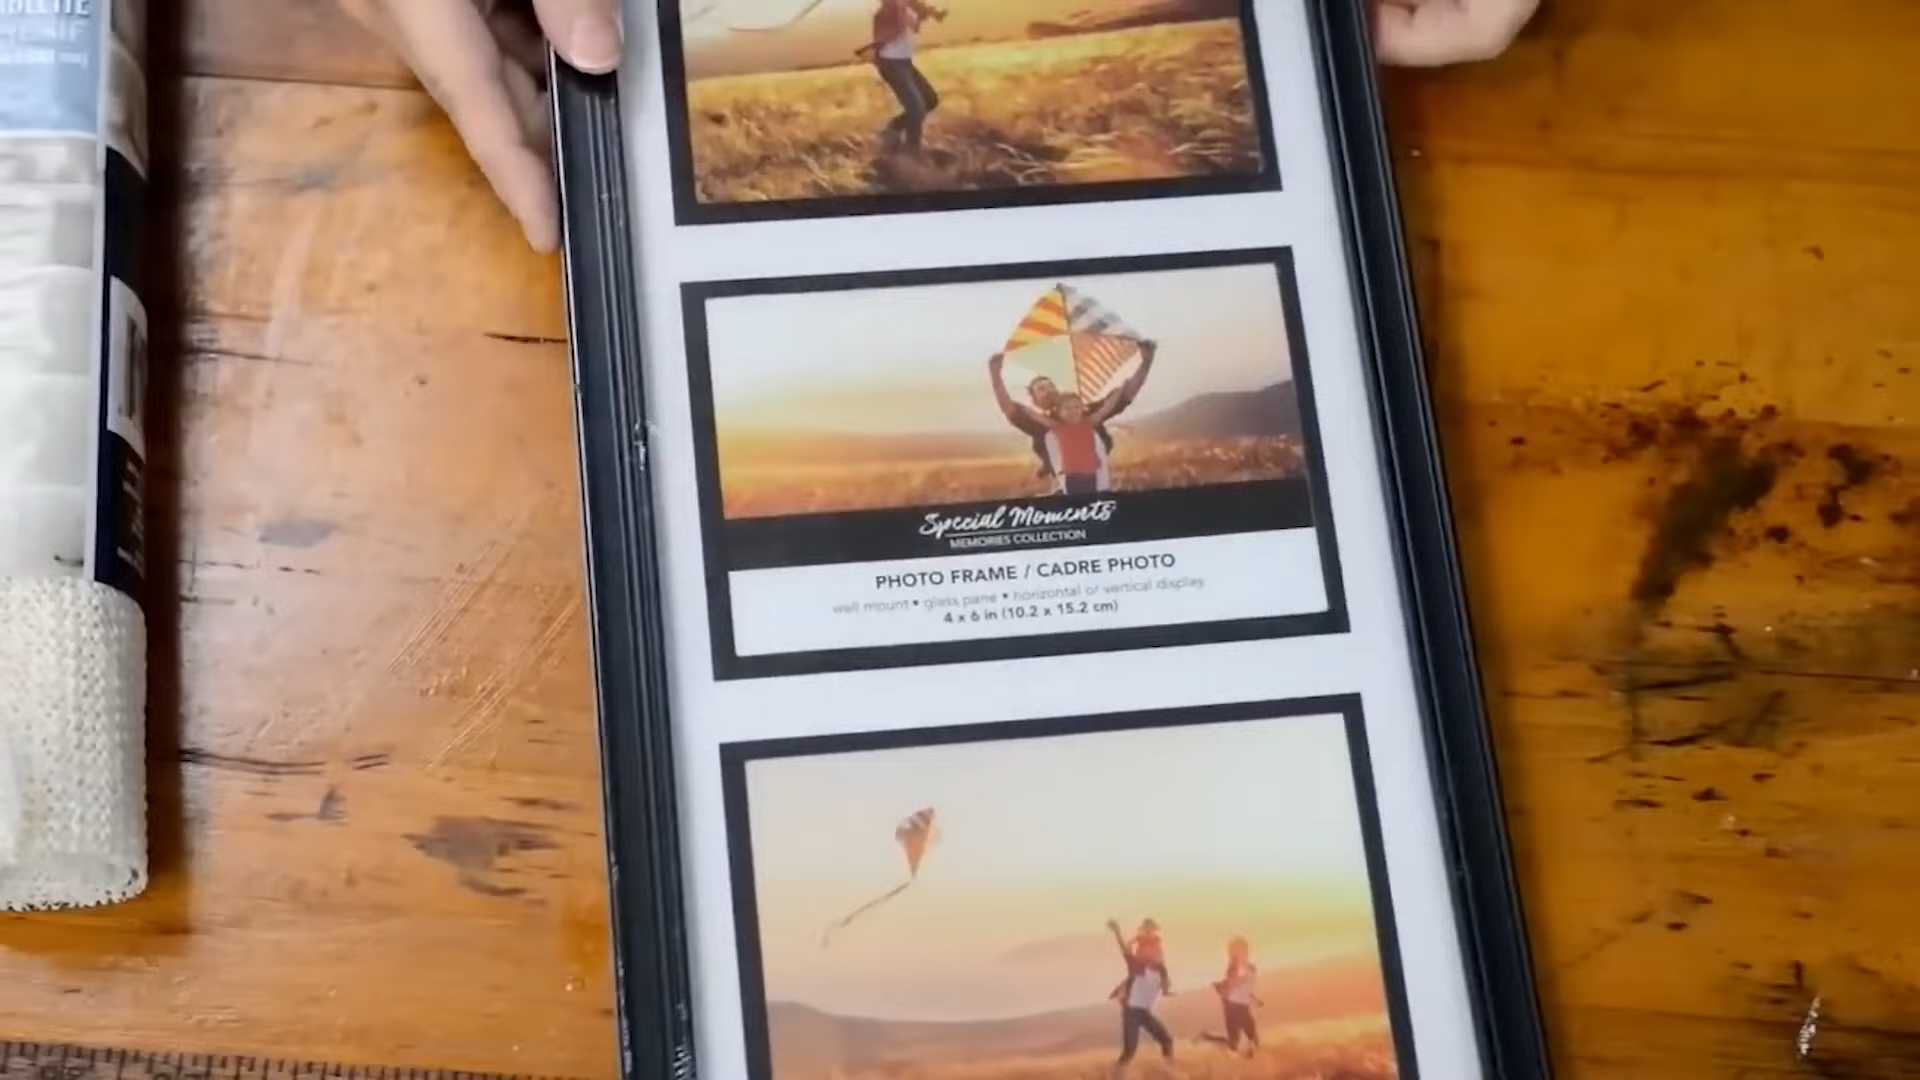 Special Moments
MEMORIES COLLECTION
PHOTO FRAME / CADRE PHOTO
wall mount • glass pane • horizontal or vertical display
4 x 6 in (10.2 x 15.2 cm)